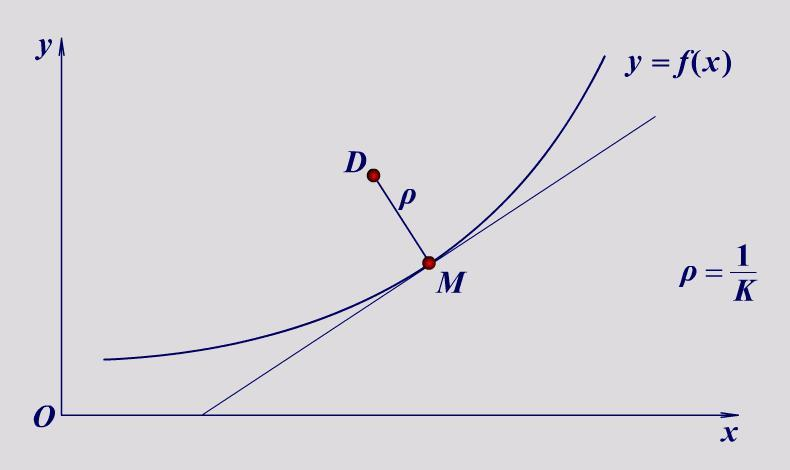 y
y = f(x)
D
ρ
M
ρ = 1/K
O
x